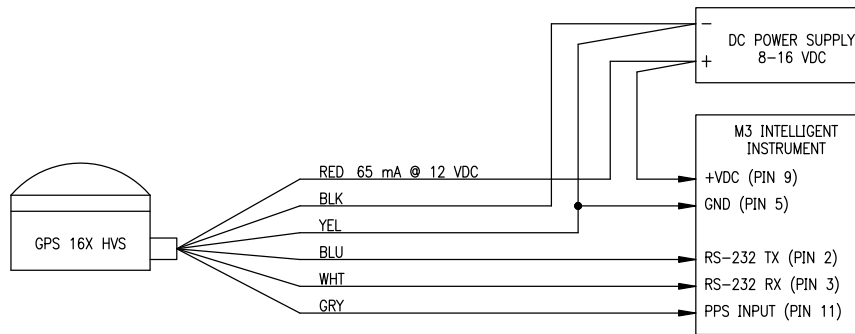 −
DC POWER SUPPLY
8-16 VDC
+
M3 INTELLIGENT
INSTRUMENT
RED 65 mA @ 12 VDC
+VDC (PIN 9)
BLK
GND (PIN 5)
YEL
GPS 16X HVS
BLU
RS-232 TX (PIN 2)
WHT
RS-232 RX (PIN 3)
GRY
PPS INPUT (PIN 11)